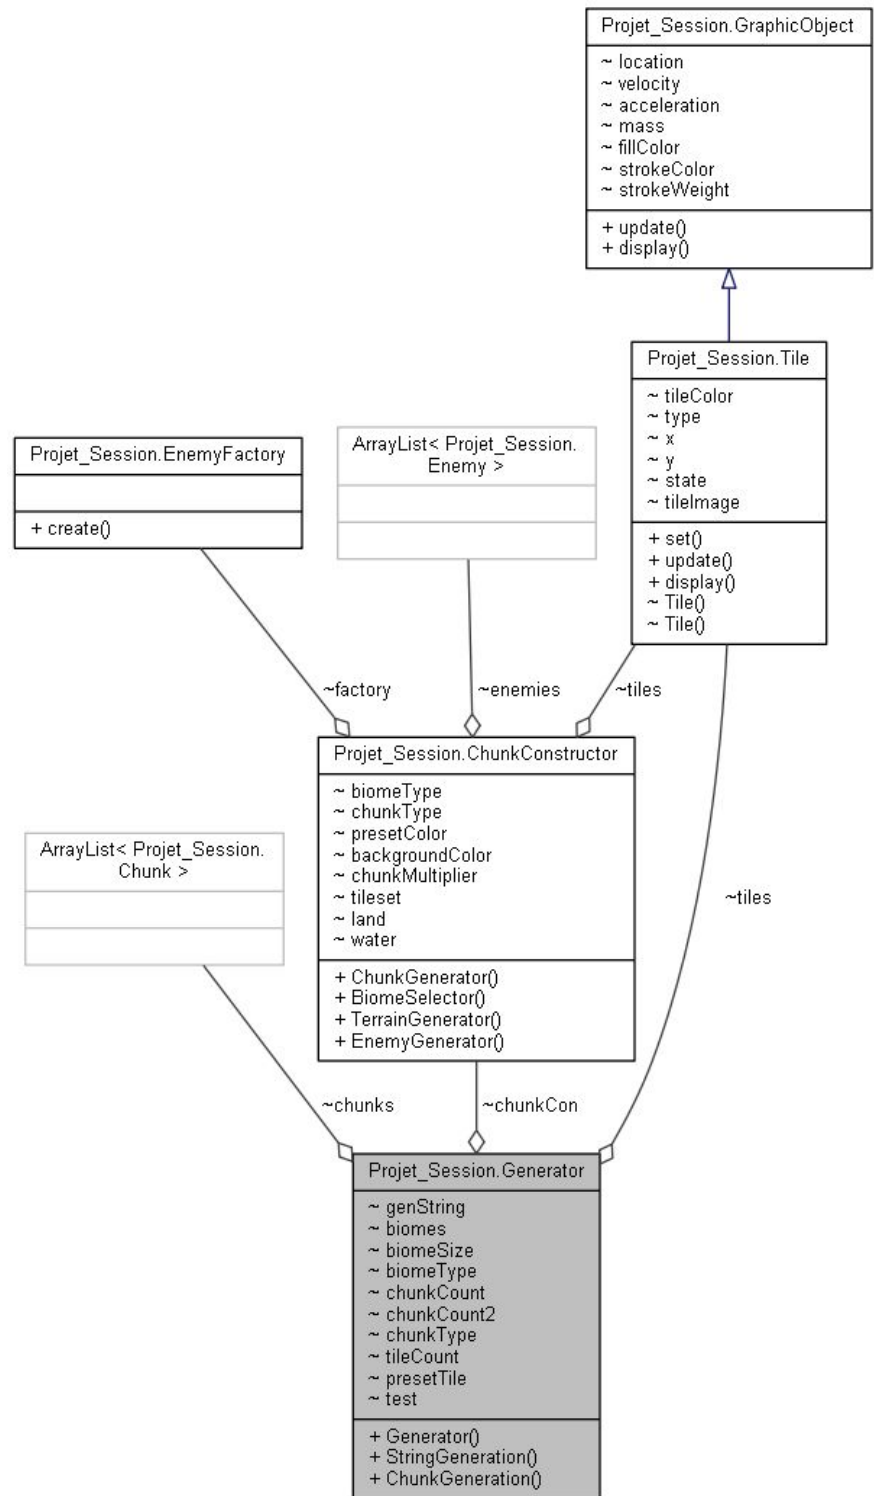 Projet_Session.GraphicObject
~ location
~ velocity
~ acceleration
~ mass
~ fillColor
~ strokeColor
~ strokeWeight
+ update()
+ display()
Projet_Session.Tile
~ tileColor
~ type
~ x
~ y
~ state
~ tileImage
+ set()
+ update()
+ display()
~ Tile()
~ Tile()
ArrayList< Projet_Session.
Enemy >
Projet_Session.EnemyFactory
+ create()
~factory
~enemies
~tiles
Projet_Session.ChunkConstructor
~ biomeType
~ chunkType
~ presetColor
~ backgroundColor
~ chunkMultiplier
~ tileset
~ land
~ water
+ ChunkGenerator()
+ BiomeSelector()
+ TerrainGenerator()
+ EnemyGenerator()
ArrayList< Projet_Session.
Chunk >
~tiles
~chunks
~chunkCon
Projet_Session.Generator
~ genString
~ biomes
~ biomeSize
~ biomeType
~ chunkCount
~ chunkCount2
~ chunkType
~ tileCount
~ presetTile
~ test
+ Generator()
+ StringGeneration()
+ ChunkGeneration()